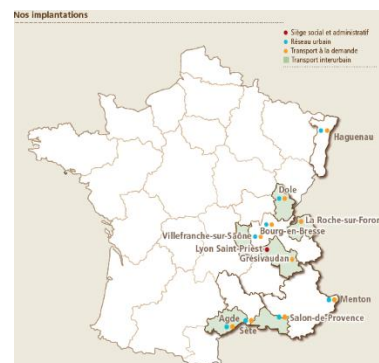 Nos implantations
Siège social et administratif
Réseau urbain
Transport à la demande
Transport interurbain
Haguenau
Dole
La Roche-sur-Foron
Bourg-en-Bresse
Villefranche-sur-Saône
Lyon Saint-Priest
Grésivaudan
Menton
Salon-de-Provence
Agde
Sète